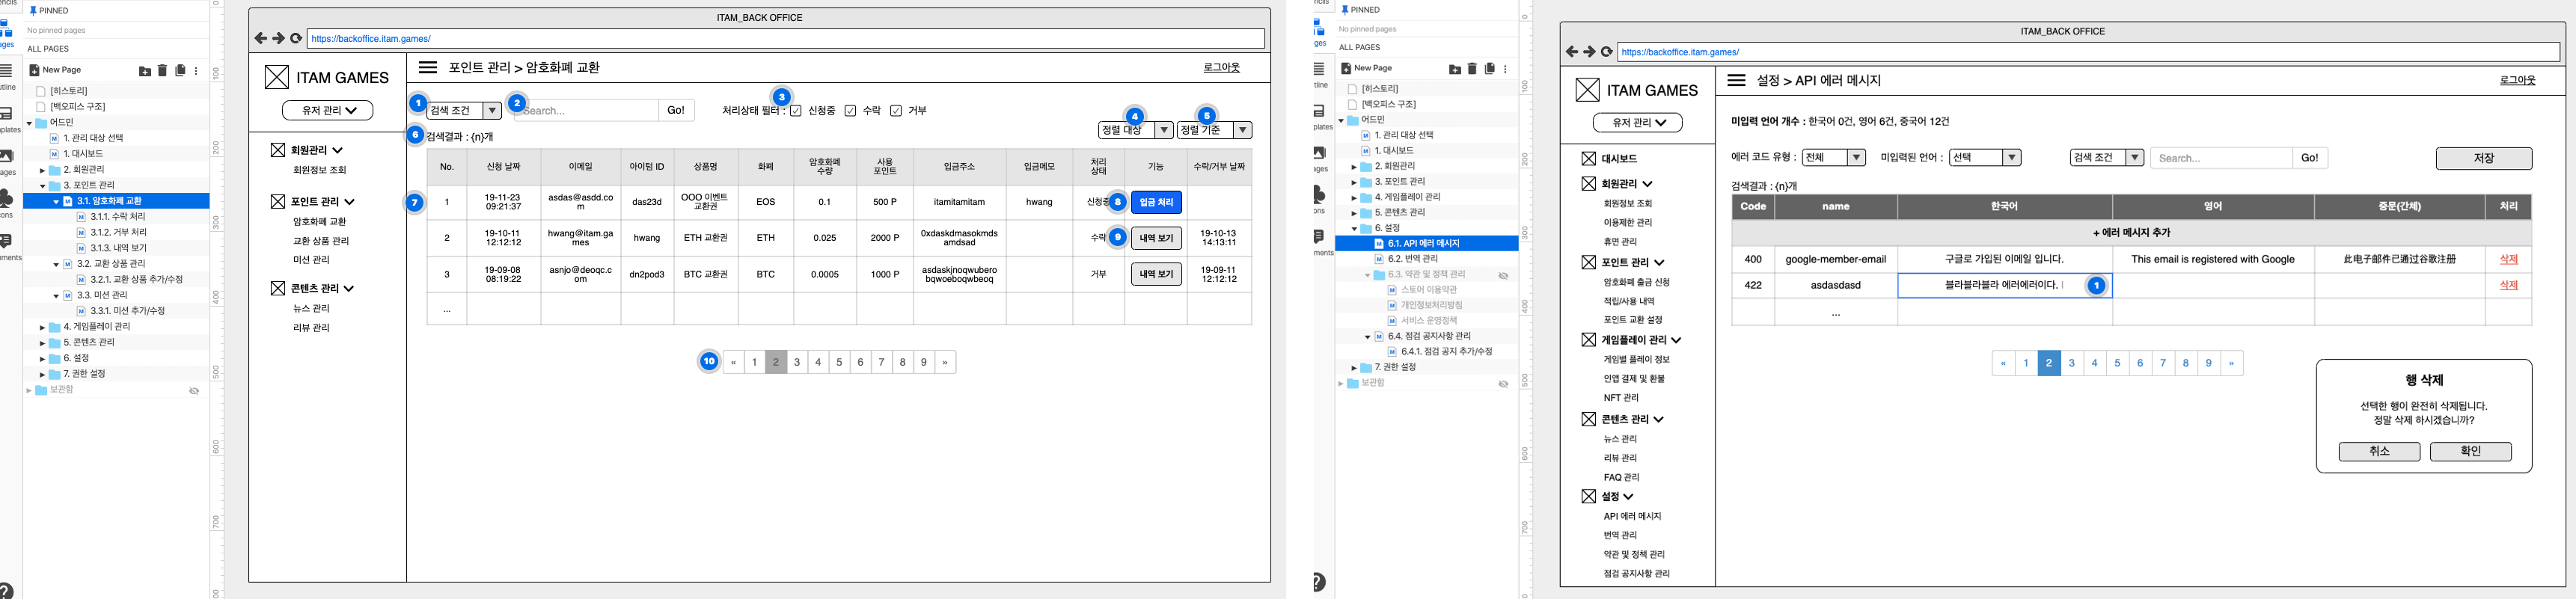 PINNED
No pinned pages
ALL PAGES
New Page
[히스토리]
[백오피스 구조]
어드민
1. 관리 대상 선택
1. 대시보드
2. 회원관리
3. 포인트 관리
3.1. 암호화폐 교환
3.1.1. 수락 처리
3.1.2. 거부 처리
3.1.3. 내역 보기
3.2. 교환 상품 관리
3.2.1. 교환 상품 추가/수정
3.3. 미션 관리
3.3.1. 미션 추가/수정
4. 게임플레이 관리
5. 콘텐츠 관리
6. 설정
7. 권한 설정
보관함
ITAM_BACK OFFICE
https://backoffice.itam.games/
ITAM GAMES
유저 관리
회원관리
회원정보 조회
포인트 관리
암호화폐 교환
교환 상품 관리
미션 관리
콘텐츠 관리
뉴스 관리
리뷰 관리
포인트 관리 > 암호화폐 교환
로그아웃
1 검색 조건 2 Search... Go! 3 처리상태 필터 : 신청중 수락 거부
4 정렬 대상 5 정렬 기준
6 검색결과 : {n}개
No. 신청 날짜 이메일 아이템 ID 상품명 화폐 암호화폐 수량 사용 포인트 입금주소 입금메모 처리 상태 기능 수락/거부 날짜
7 1 19-11-23 09:21:37 asdas@asdd.com das23d OOO 이벤트 교환권 EOS 0.1 500 P itamitamitam hwang 신청중 8 입금 처리
2 19-10-11 12:12:12 hwang@itam.games hwang ETH 교환권 ETH 0.025 2000 P 0xdaskdmasokmdsamdsad 수락 9 내역 보기 19-10-13 14:13:11
3 19-09-08 08:19:22 asnjo@deoqc.com dn2pod3 BTC 교환권 BTC 0.0005 1000 P asdaskjnoqwuberobqwoeboqwbeoq 거부 내역 보기 19-09-11 12:12:12
...
10 « 1 2 3 4 5 6 7 8 9 »
PINNED
No pinned pages
ALL PAGES
New Page
[히스토리]
[백오피스 구조]
어드민
1. 관리 대상 선택
1. 대시보드
2. 회원관리
3. 포인트 관리
4. 게임플레이 관리
5. 콘텐츠 관리
6. 설정
6.1. API 에러 메시지
6.2. 번역 관리
6.3. 약관 및 정책 관리
스토어 이용약관
개인정보처리방침
서비스 운영정책
6.4. 점검 공지사항 관리
6.4.1. 점검 공지 추가/수정
7. 권한 설정
보관함
ITAM_BACK OFFICE
https://backoffice.itam.games/
ITAM GAMES
유저 관리
대시보드
회원관리
회원정보 조회
이용제한 관리
휴면 관리
포인트 관리
암호화폐 출금 신청
적립/사용 내역
포인트 교환 설정
게임플레이 관리
게임별 플레이 정보
인앱 결제 및 환불
NFT 관리
콘텐츠 관리
뉴스 관리
리뷰 관리
FAQ 관리
설정
API 에러 메시지
번역 관리
약관 및 정책 관리
점검 공지사항 관리
설정 > API 에러 메시지
로그아웃
미입력 언어 개수 : 한국어 0건, 영어 6건, 중국어 12건
에러 코드 유형 : 전체 미입력된 언어 : 선택 검색 조건 Search... Go! 저장
검색결과 : {n}개
Code name 한국어 영어 중문(간체) 처리
+ 에러 메시지 추가
400 google-member-email 구글로 가입된 이메일 입니다. This email is registered with Google 此电子邮件已通过谷歌注册 삭제
422 asdasdasd 블라블라블라 에러에러이다. | 1 삭제
...
« 1 2 3 4 5 6 7 8 9 »
행 삭제
선택한 행이 완전히 삭제됩니다.
정말 삭제 하시겠습니까?
취소 확인